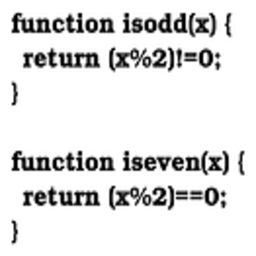 function isodd(x) {
return (x%2)!=0;
}
function iseven(x) {
return (x%2)==0;
}